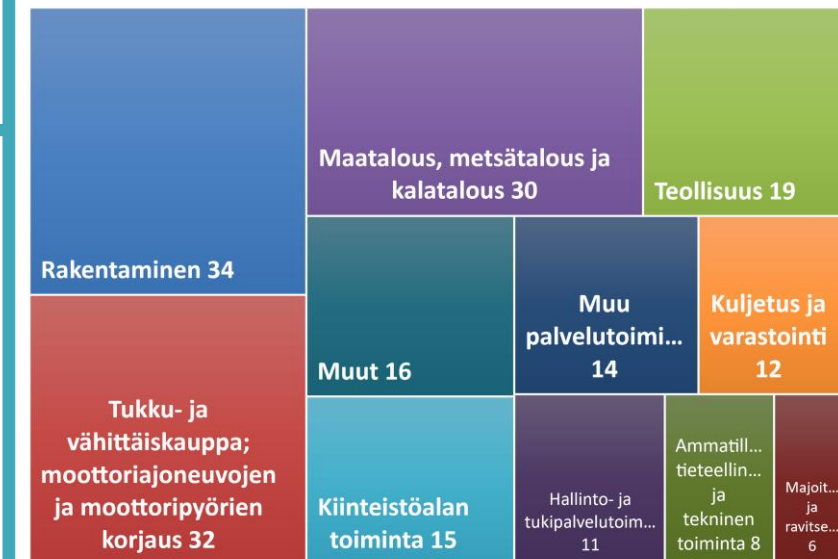 Rakentaminen 34
Maatalous, metsätalous ja
kalatalous 30
Teollisuus 19
Tukku- ja
vähittäiskauppa;
moottoriajoneuvojen
ja moottoripyörien
korjaus 32
Muut 16
Muu
palvelutoimi...
14
Kuljetus ja
varastointi
12
Kiinteistöalan
toiminta 15
Hallinto- ja
tukipalvelutoim...
11
Ammatill...
tieteellin...
ja
tekninen
toiminta 8
Majoit...
ja
ravitse...
6